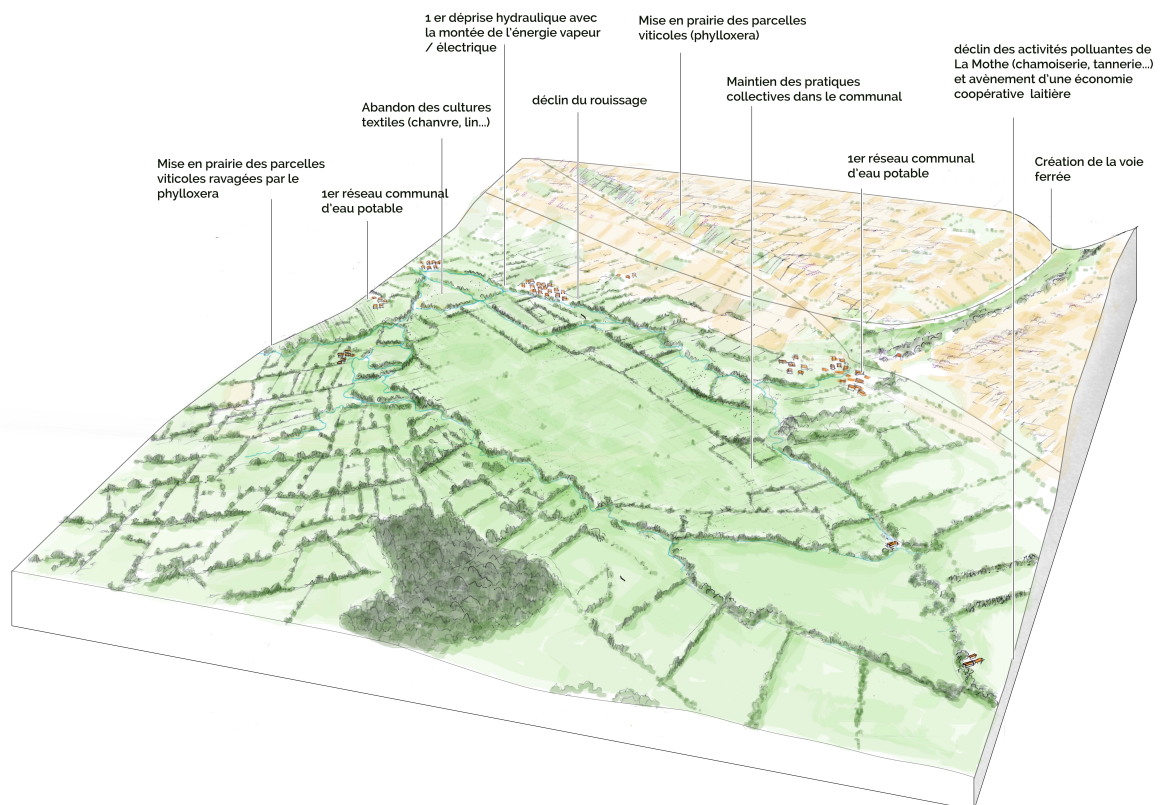 1 er déprise hydraulique avec
la montée de l'énergie vapeur
/ électrique
Mise en prairie des parcelles
viticoles (phylloxera)
déclin des activités polluantes de
La Mothe (chamoiserie, tannerie...)
et avènement d'une économie
coopérative laitière
Maintien des pratiques
collectives dans le communal
Abandon des cultures
textiles (chanvre, lin...)
déclin du rouissage
Mise en prairie des parcelles
viticoles ravagées par le
phylloxera
1er réseau communal
d'eau potable
1er réseau communal
d'eau potable
Création de la voie
ferrée